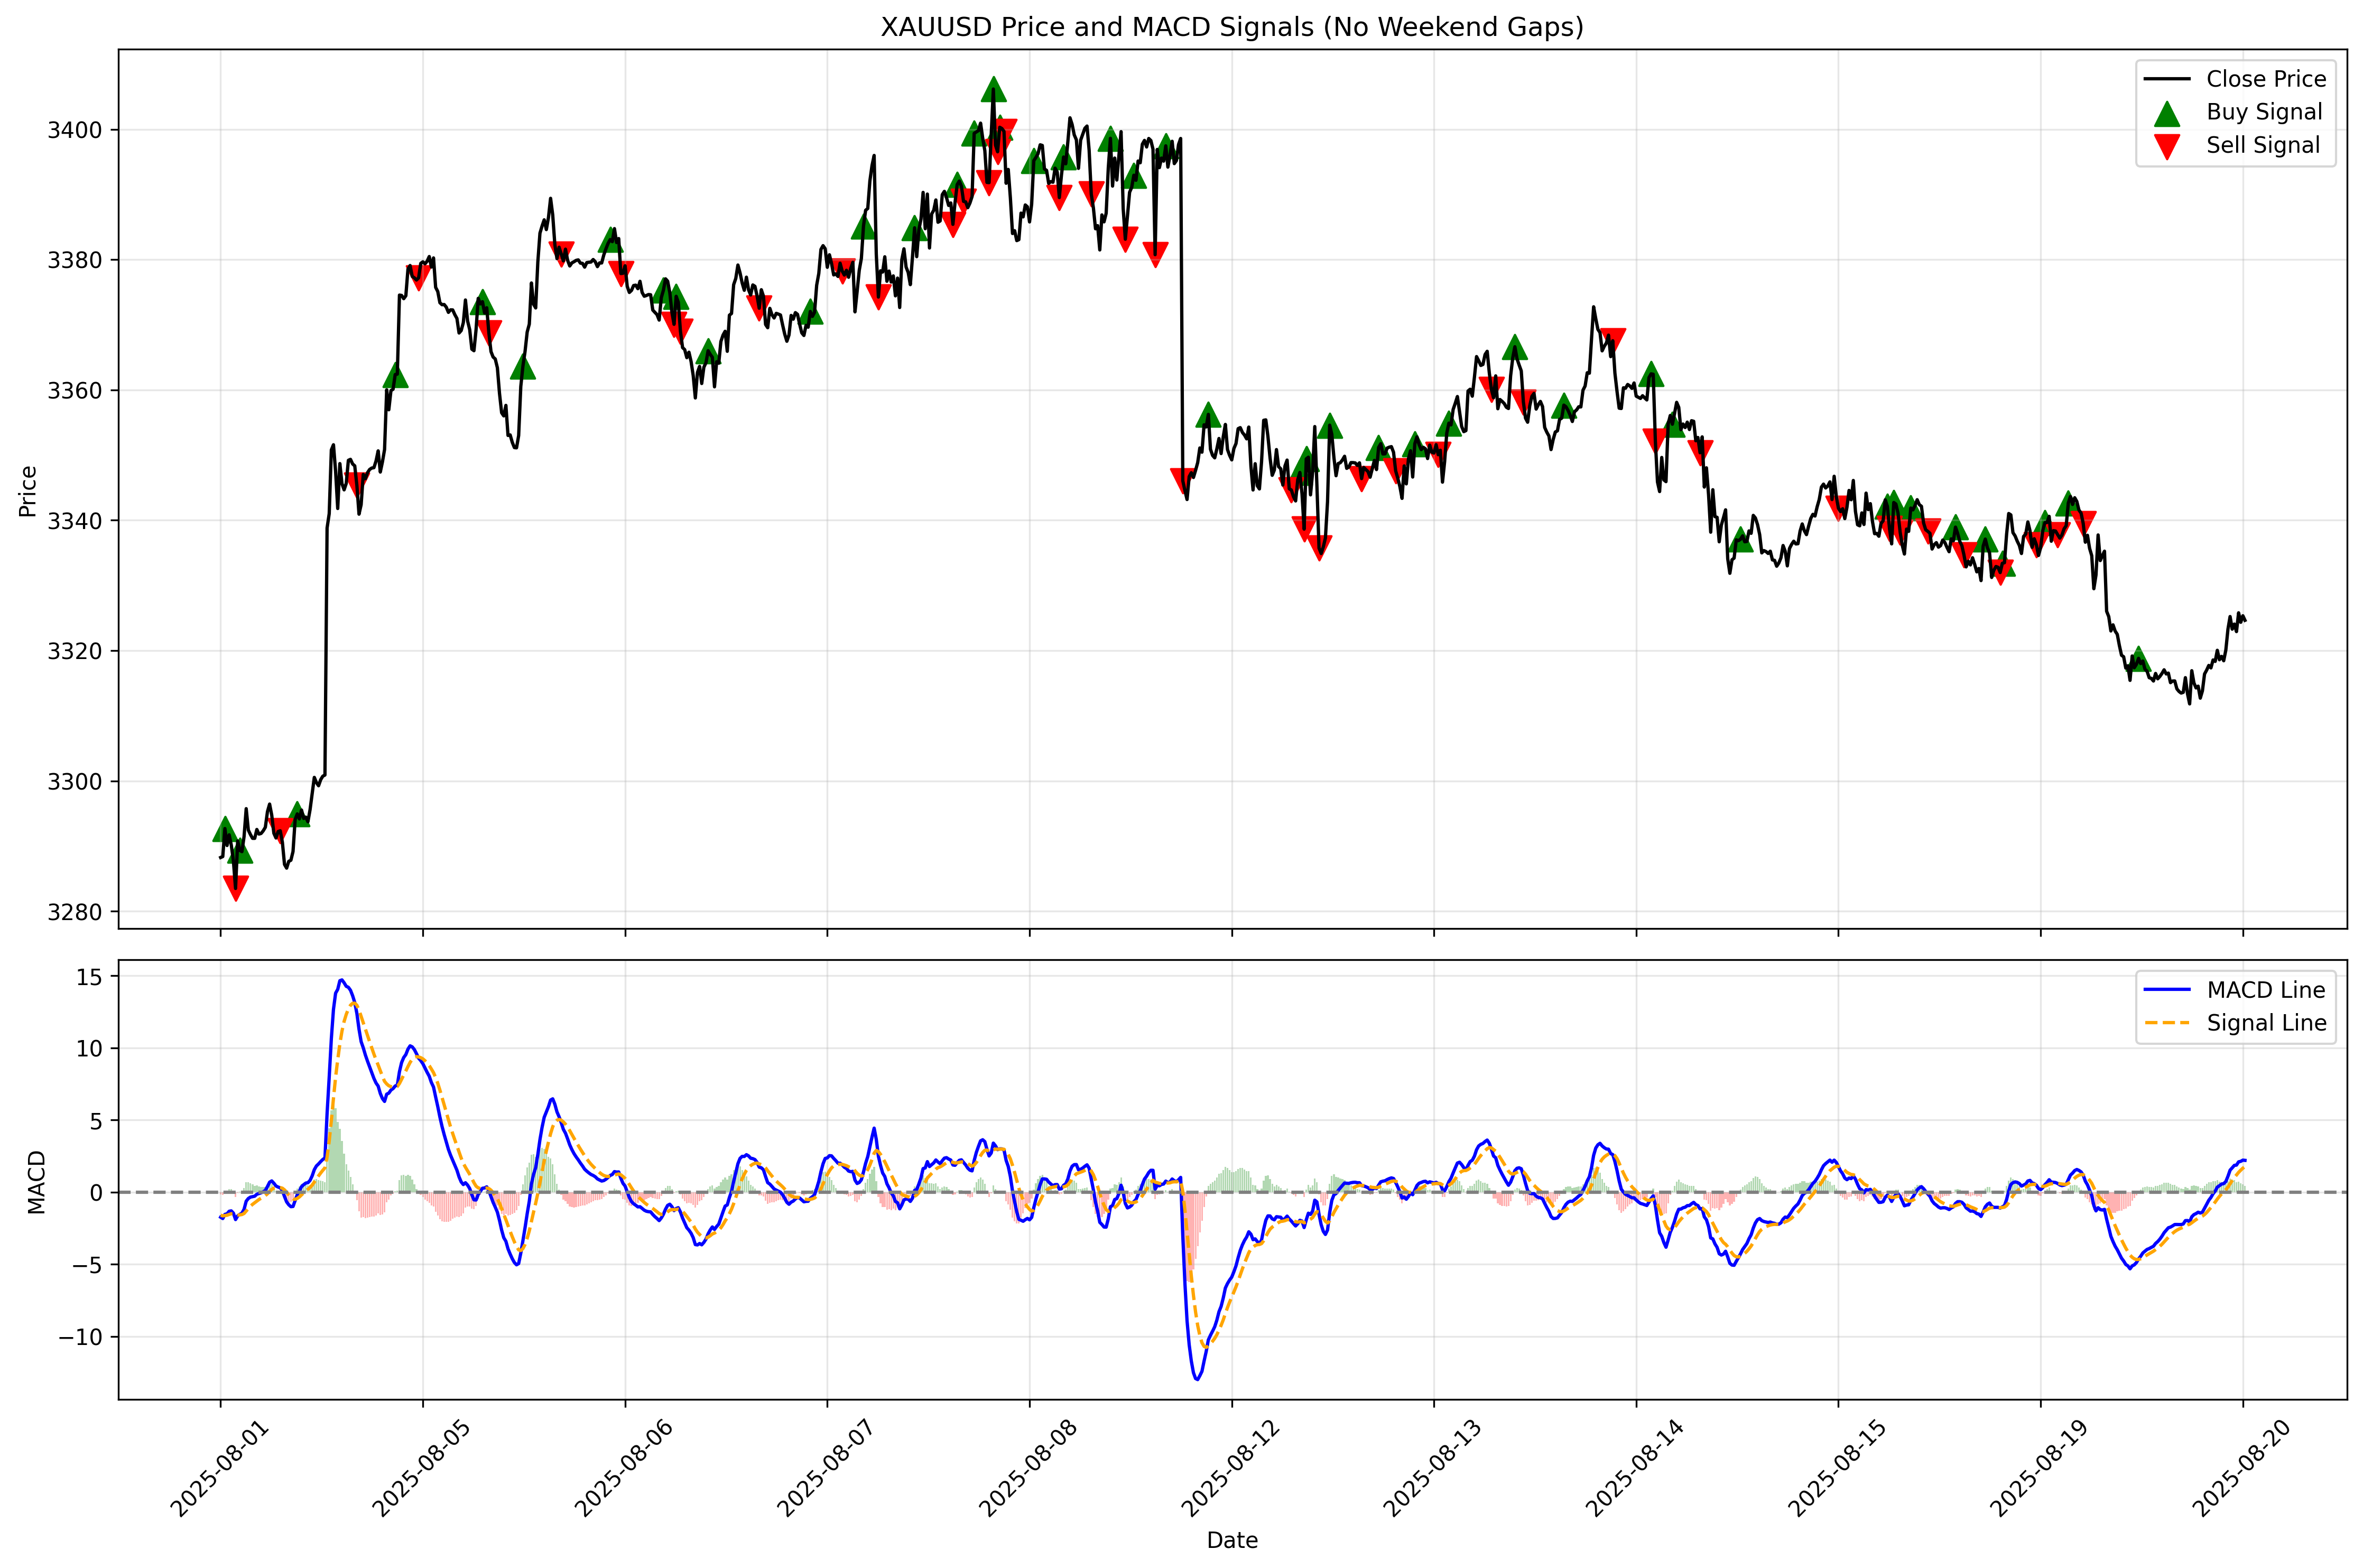 XAUUSD Price and MACD Signals (No Weekend Gaps)
Close Price
Buy Signal
Sell Signal
3400
3380
3360
3340
3320
3300
3280
Price
MACD Line
Signal Line
15
10
5
0
−5
−10
MACD
2025-08-01
2025-08-05
2025-08-06
2025-08-07
2025-08-08
2025-08-12
2025-08-13
2025-08-14
2025-08-15
2025-08-19
2025-08-20
Date